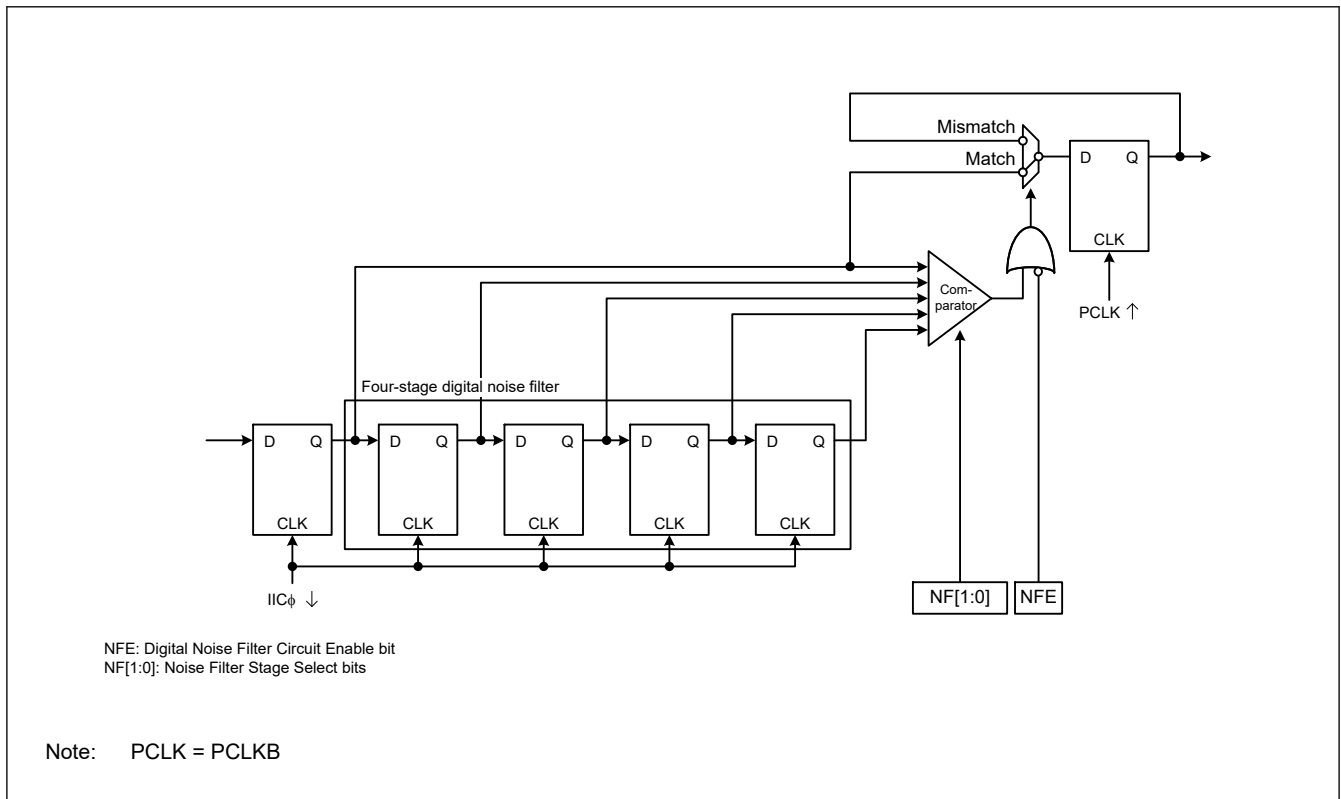 Mismatch
Match
D Q
CLK
PCLK ↑
Com-
parator
Four-stage digital noise filter
D Q
D Q
D Q
D Q
D Q
CLK
CLK
CLK
CLK
CLK
IICϕ ↓
NF[1:0]
NFE
NFE: Digital Noise Filter Circuit Enable bit
NF[1:0]: Noise Filter Stage Select bits
Note: PCLK = PCLKB